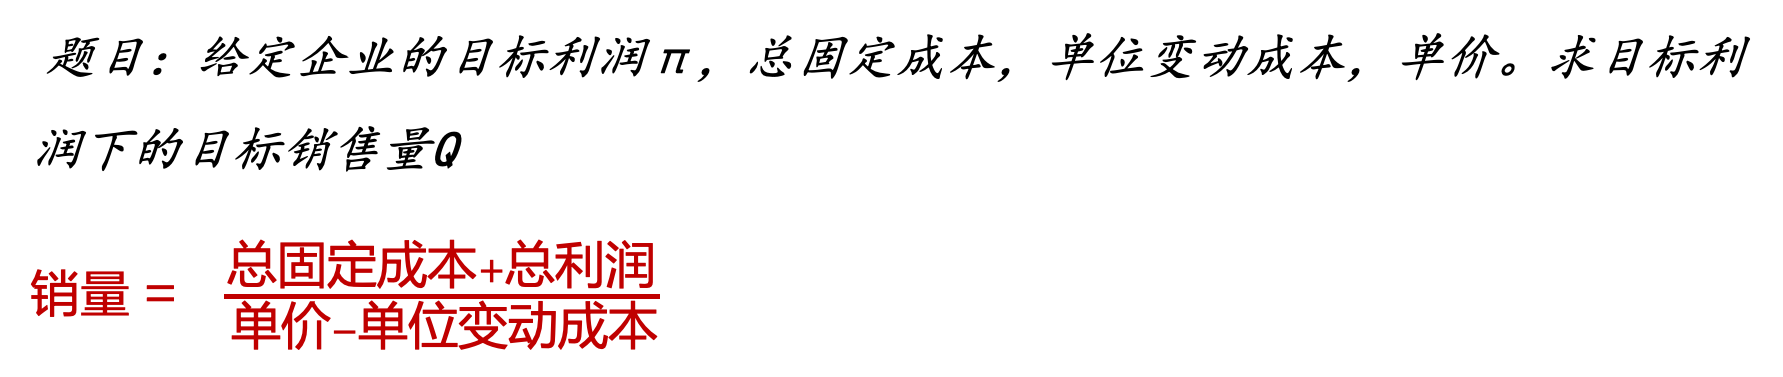 题目：给定企业的目标利润π，总固定成本，单位变动成本，单价。求目标利
润下的目标销售量Q
销量 = 总固定成本+总利润
单价-单位变动成本